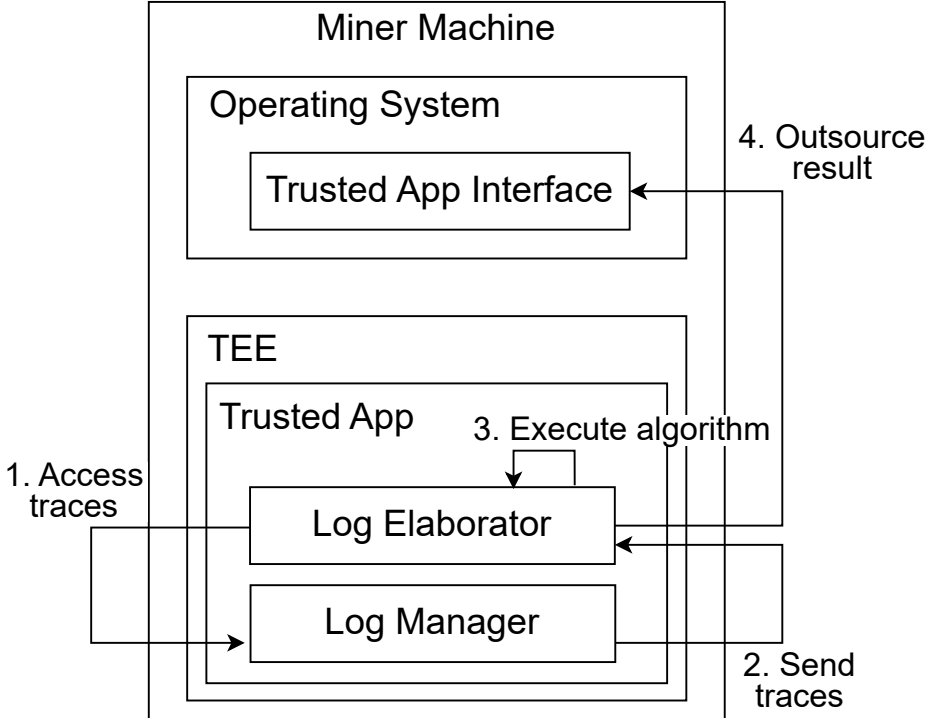 Miner Machine
Operating System
4. Outsource
result
Trusted App Interface
TEE
Trusted App
3. Execute algorithm
1. Access
traces
Log Elaborator
Log Manager
2. Send
traces